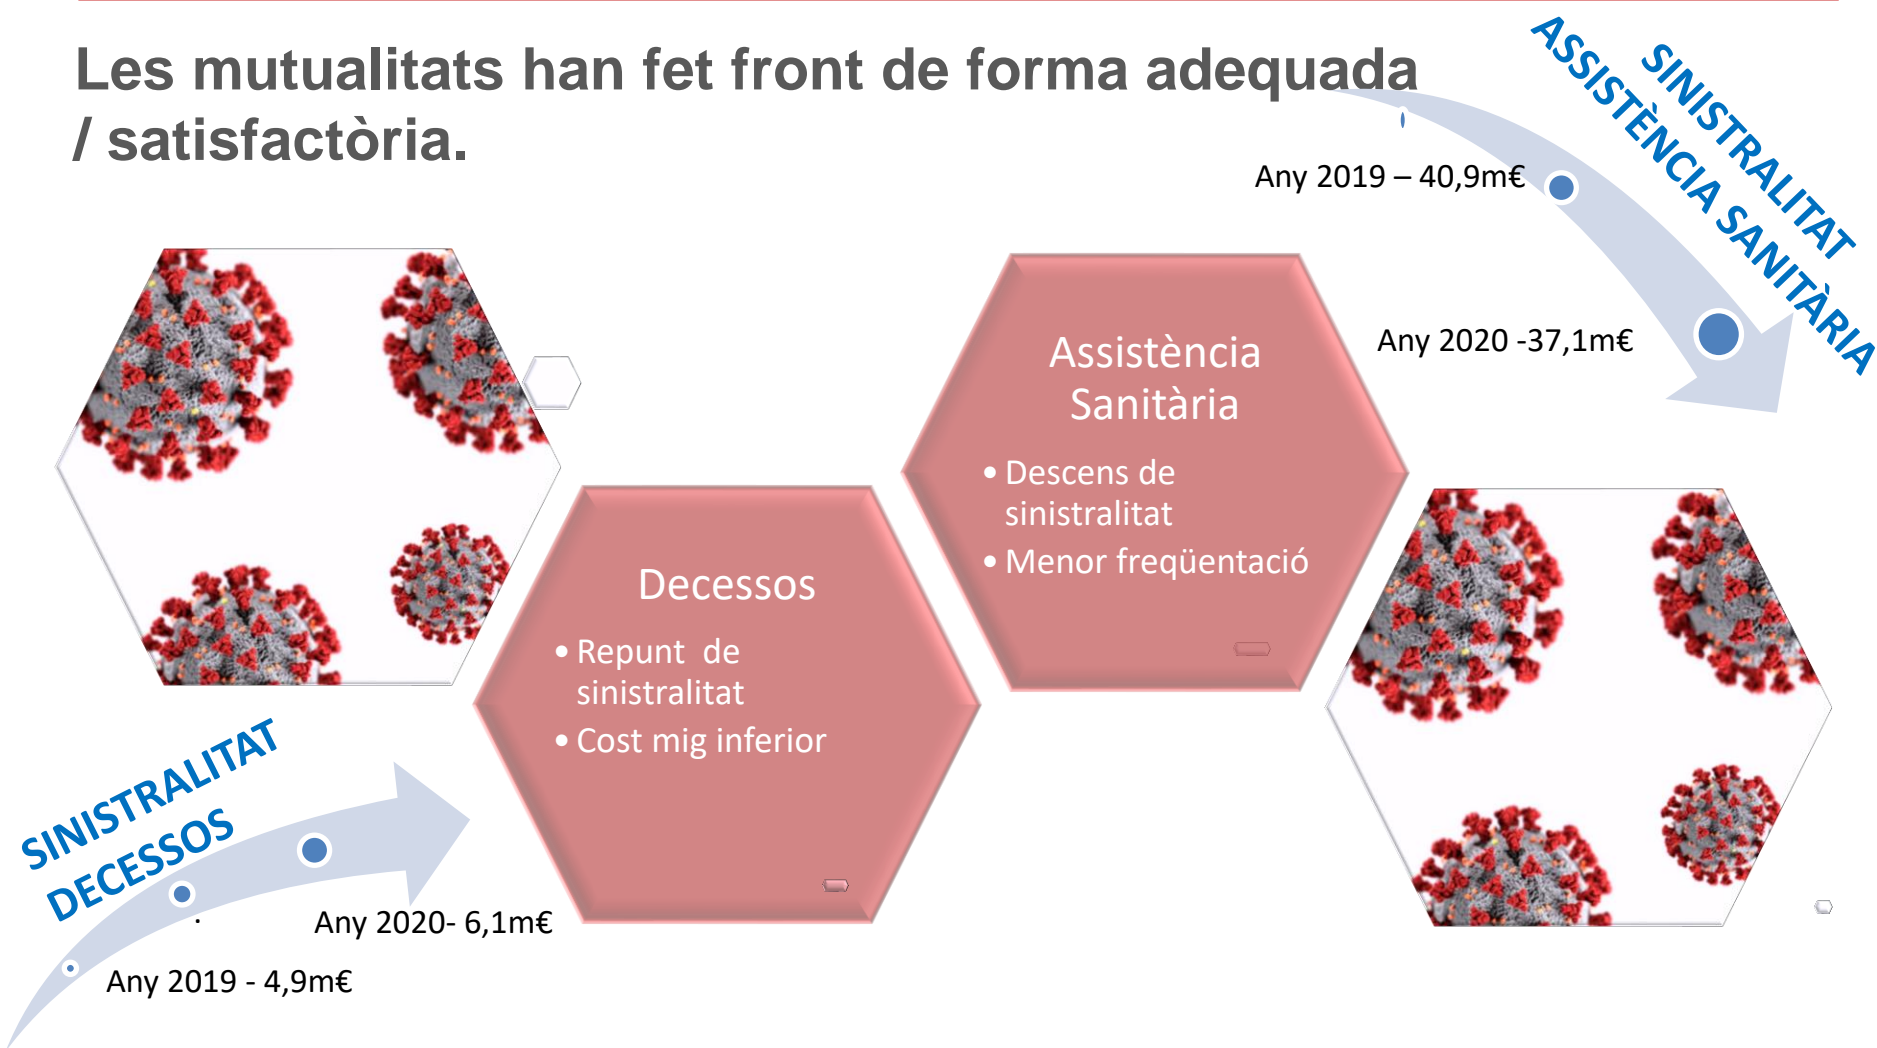 Les mutualitats han fet front de forma adequada
/ satisfactòria.
SINISTRALITAT
ASSISTÈNCIA SANITÀRIA
Any 2019 – 40,9m€
Any 2020 -37,1m€
Assistència
Sanitària
• Descens de
sinistralitat
• Menor freqüentació
Decessos
• Repunt de
sinistralitat
• Cost mig inferior
SINISTRALITAT
DECESSOS
.
Any 2020- 6,1m€
Any 2019 - 4,9m€